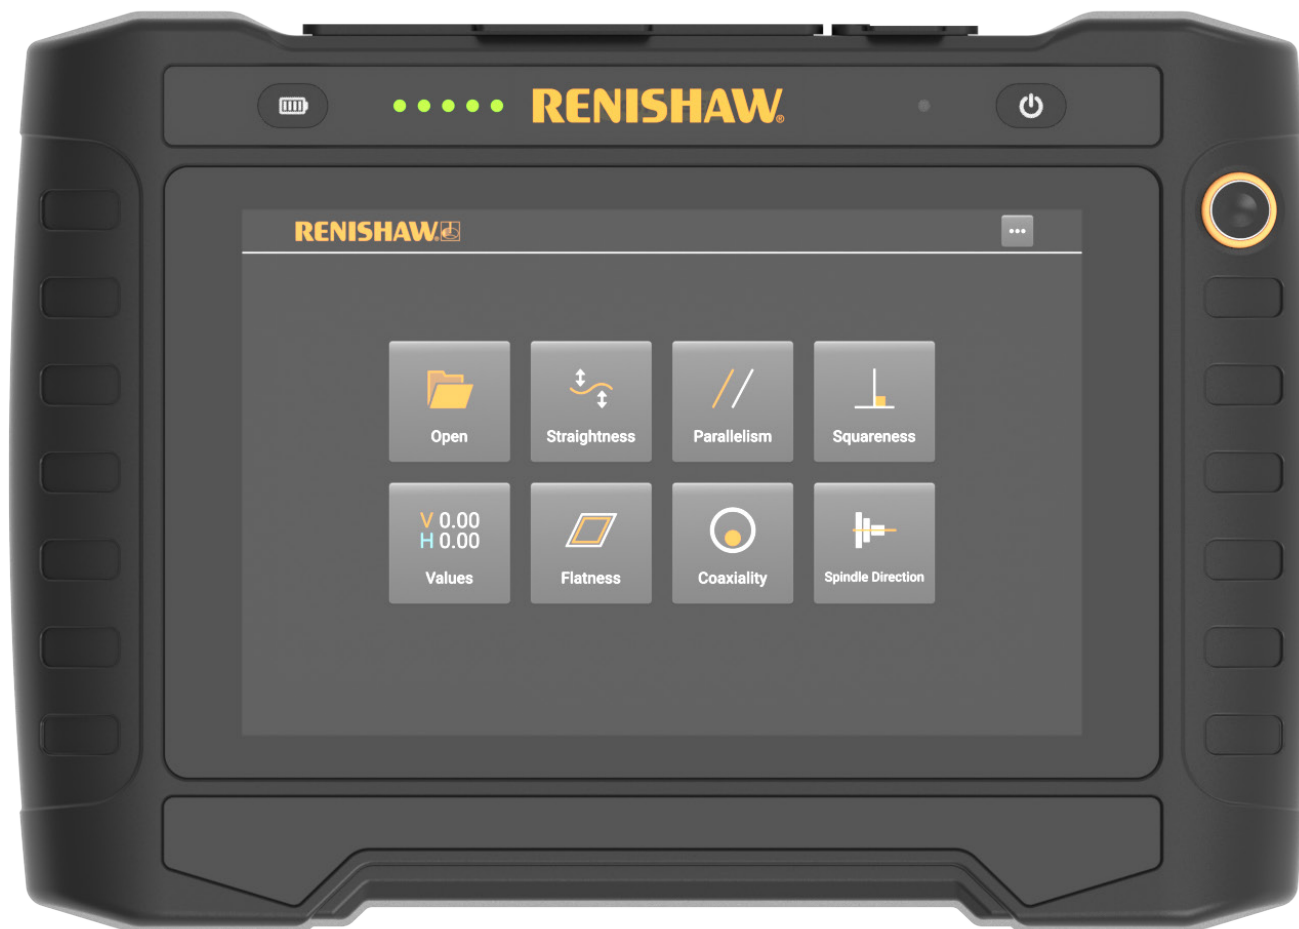 RENISHAW®
RENISHAW®
Open
Straightness
Parallelism
Squareness
V 0.00
H 0.00
Values
Flatness
Coaxiality
Spindle Direction